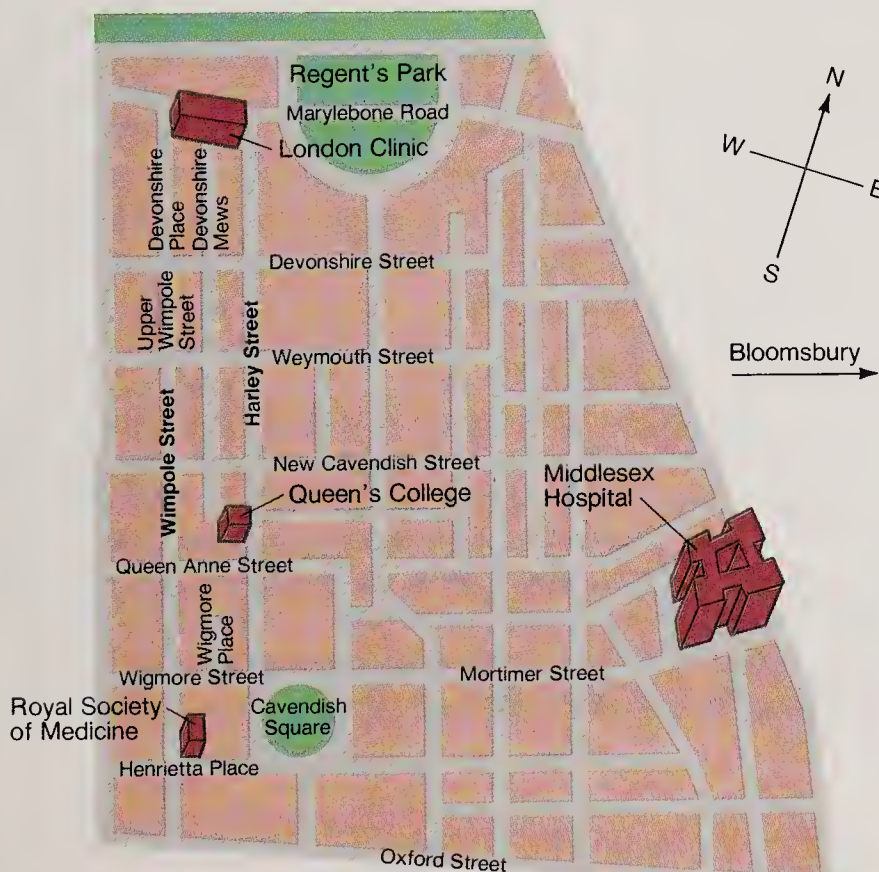 Regent's Park
Marylebone Road
London Clinic
N
W
E
S
Devonshire
Place
Devonshire
Mews
Devonshire Street
Upper
Wimpole
Street
Harley Street
Weymouth Street
Bloomsbury
Wimpole Street
New Cavendish Street
Queen's College
Middlesex
Hospital
Queen Anne Street
Wigmore
Place
Wigmore Street
Mortimer Street
Royal Society
of Medicine
Cavendish
Square
Henrietta Place
Oxford Street